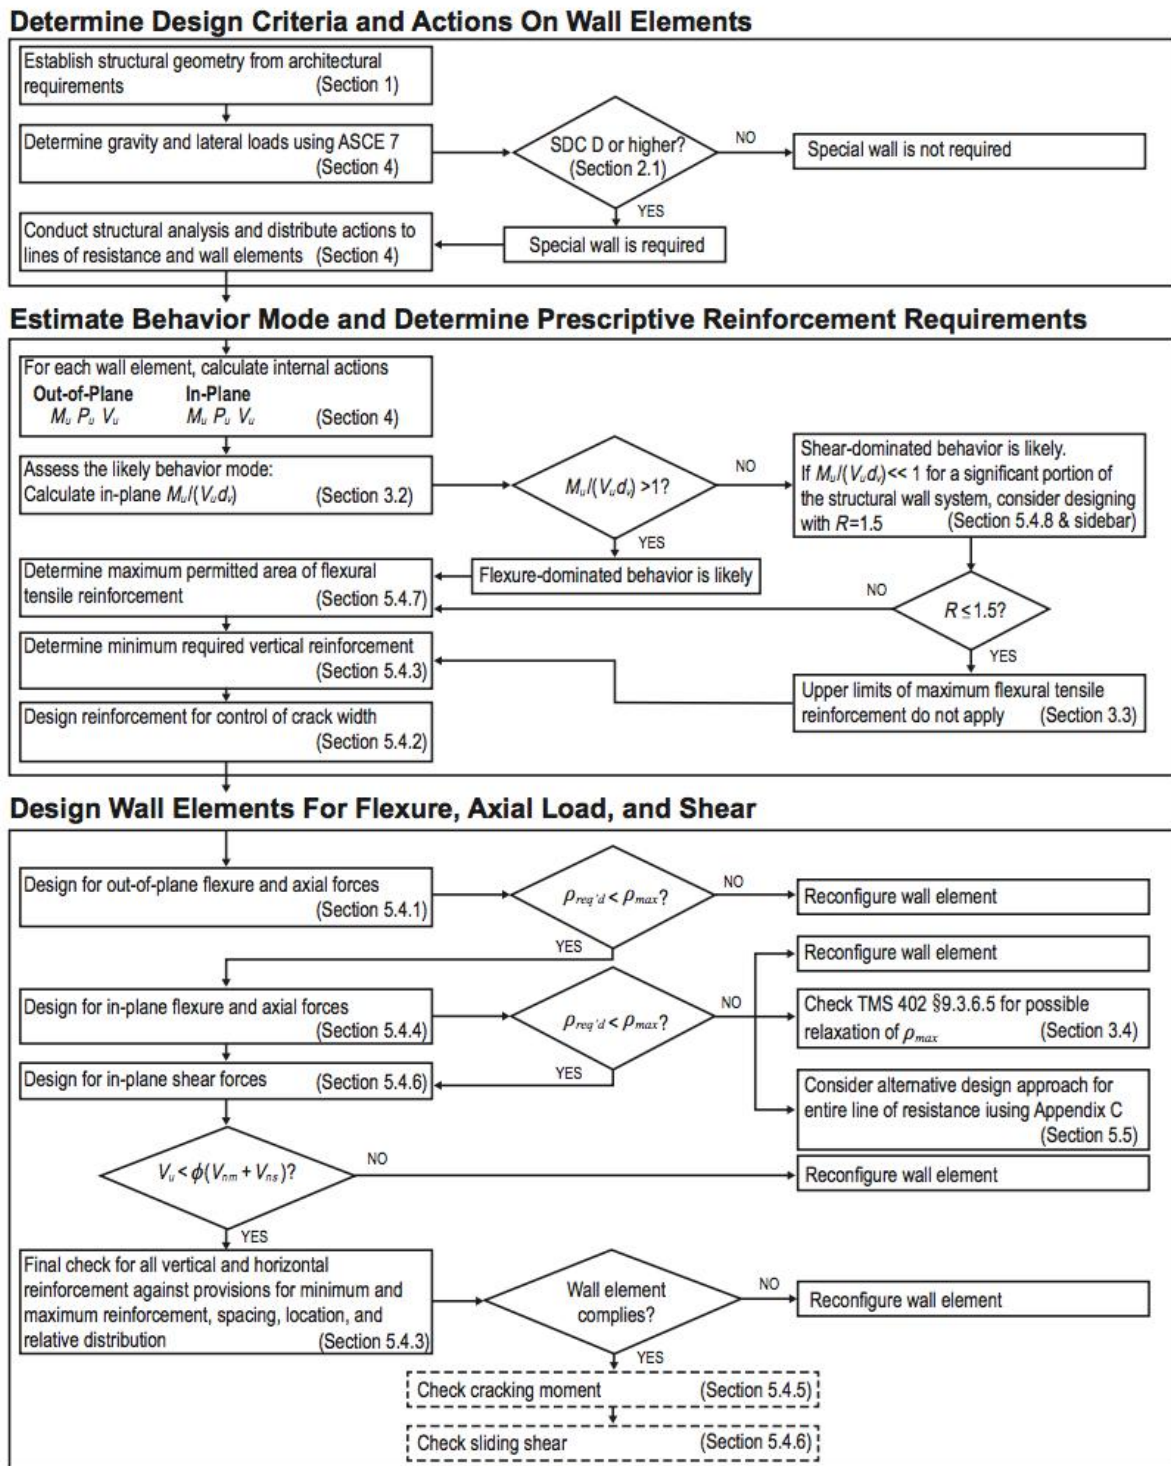 Determine Design Criteria and Actions On Wall Elements
Establish structural geometry from architectural
requirements (Section 1)
Determine gravity and lateral loads using ASCE 7
(Section 4)
SDC D or higher?
(Section 2.1)
NO
Special wall is not required
YES
Special wall is required
Conduct structural analysis and distribute actions to
lines of resistance and wall elements (Section 4)
Estimate Behavior Mode and Determine Prescriptive Reinforcement Requirements
For each wall element, calculate internal actions
Out-of-Plane In-Plane
Mᵤ Pᵤ Vᵤ Mᵤ Pᵤ Vᵤ (Section 4)
Assess the likely behavior mode:
Calculate in-plane Mᵤ/(Vᵤdᵥ) (Section 3.2)
Mᵤ/(Vᵤdᵥ) >1?
NO
Shear-dominated behavior is likely.
If Mᵤ/(Vᵤdᵥ)<< 1 for a significant portion of
the structural wall system, consider designing
with R=1.5 (Section 5.4.8 & sidebar)
YES
Flexure-dominated behavior is likely
Determine maximum permitted area of flexural
tensile reinforcement (Section 5.4.7)
NO
R ≤ 1.5?
YES
Upper limits of maximum flexural tensile
reinforcement do not apply (Section 3.3)
Determine minimum required vertical reinforcement
(Section 5.4.3)
Design reinforcement for control of crack width
(Section 5.4.2)
Design Wall Elements For Flexure, Axial Load, and Shear
Design for out-of-plane flexure and axial forces
(Section 5.4.1)
ρreq'd < ρmax?
NO
Reconfigure wall element
YES
Design for in-plane flexure and axial forces
(Section 5.4.4)
ρreq'd < ρmax?
NO
Reconfigure wall element
Check TMS 402 §9.3.6.5 for possible
relaxation of ρmax (Section 3.4)
Consider alternative design approach for
entire line of resistance iusing Appendix C
(Section 5.5)
YES
Design for in-plane shear forces (Section 5.4.6)
Vᵤ < ϕ(Vnm + Vns)?
NO
Reconfigure wall element
YES
Final check for all vertical and horizontal
reinforcement against provisions for minimum and
maximum reinforcement, spacing, location, and
relative distribution (Section 5.4.3)
Wall element
complies?
NO
Reconfigure wall element
YES
Check cracking moment (Section 5.4.5)
Check sliding shear (Section 5.4.6)